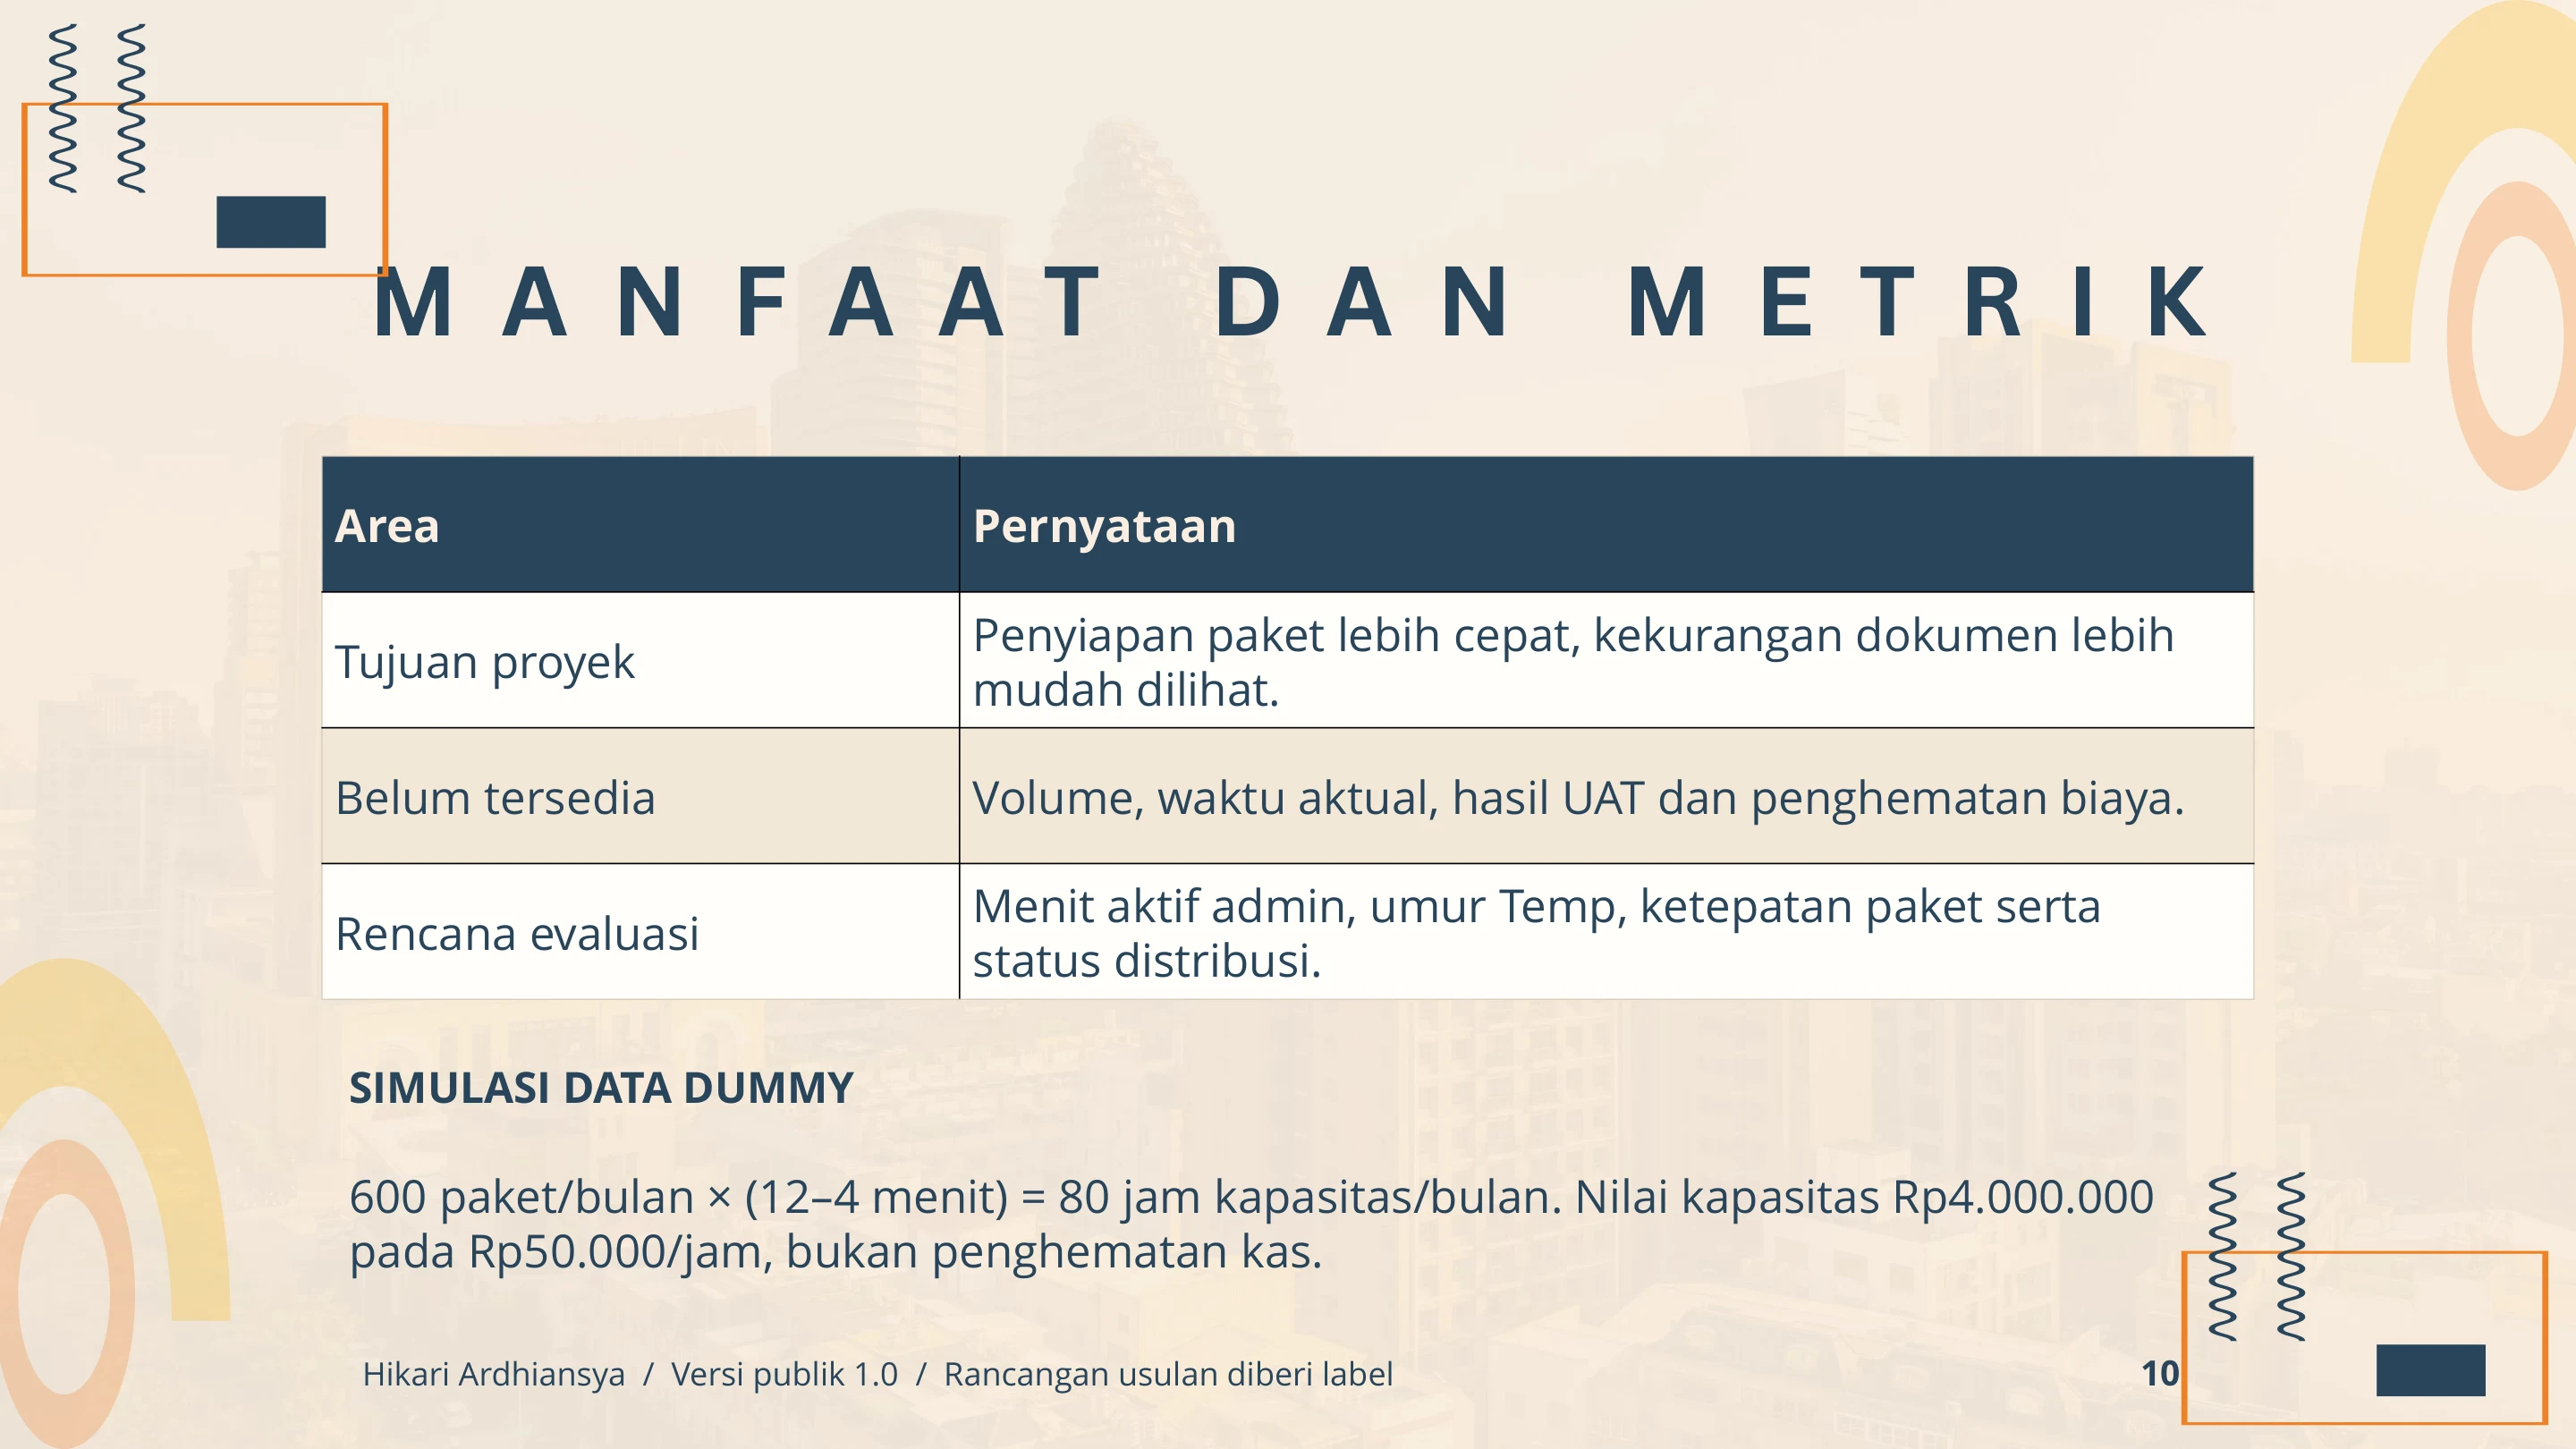 MANFAAT DAN METRIK
Area
Pernyataan
Tujuan proyek
Penyiapan paket lebih cepat, kekurangan dokumen lebih
mudah dilihat.
Belum tersedia
Volume, waktu aktual, hasil UAT dan penghematan biaya.
Rencana evaluasi
Menit aktif admin, umur Temp, ketepatan paket serta
status distribusi.
SIMULASI DATA DUMMY
600 paket/bulan × (12–4 menit) = 80 jam kapasitas/bulan. Nilai kapasitas Rp4.000.000
pada Rp50.000/jam, bukan penghematan kas.
Hikari Ardhiansya / Versi publik 1.0 / Rancangan usulan diberi label
10